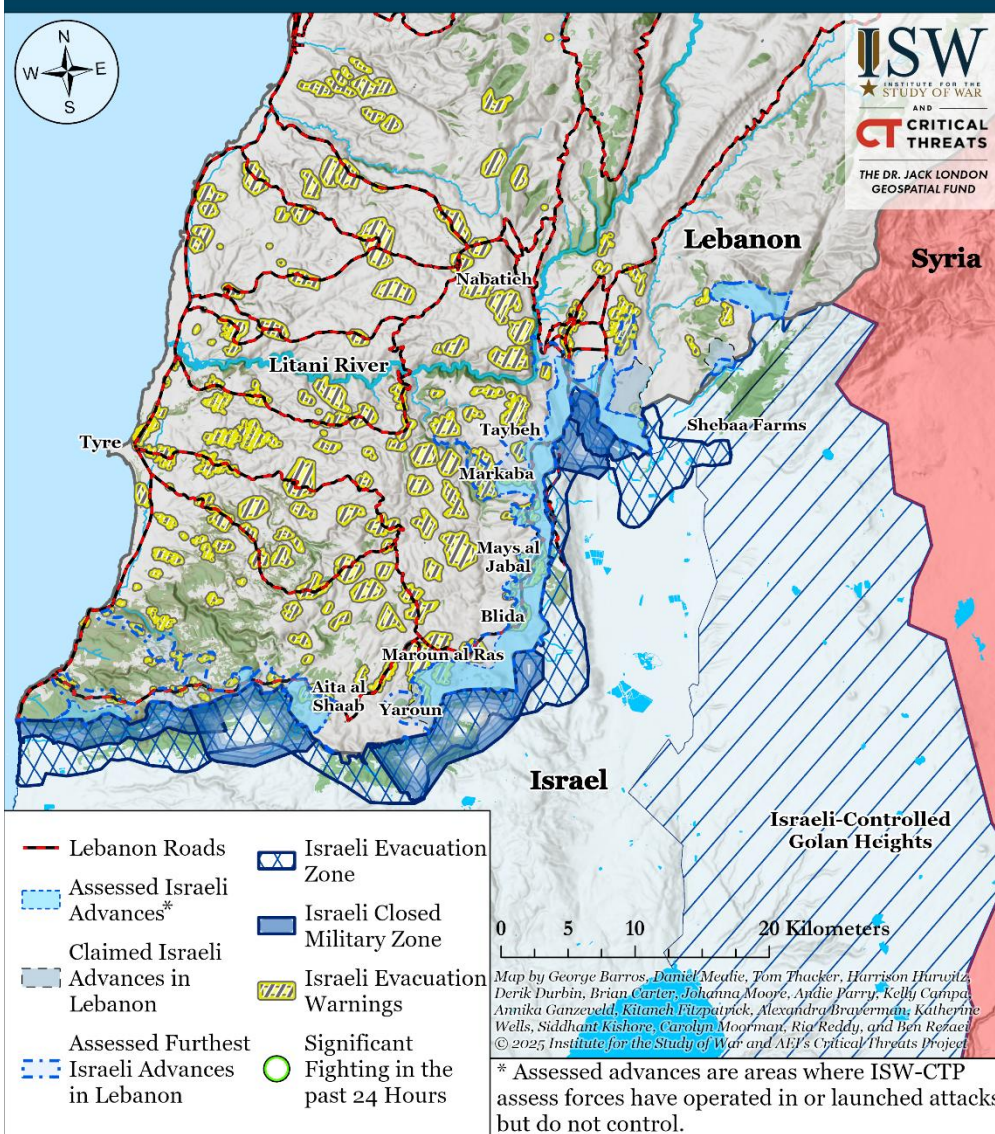 N
W
E
S
ISW
INSTITUTE FOR THE
STUDY OF WAR
AND
CT CRITICAL
THREATS
THE DR. JACK LONDON
GEOSPATIAL FUND
Lebanon
Syria
Nabatieh
Litani River
Shebaa Farms
Taybeh
Tyre
Markaba
Mays al
Jabal
Blida
Maroun al Ras
Aita al
Shaab
Yaroun
Israel
Israeli-Controlled
Golan Heights
Lebanon Roads
Assessed Israeli
Advances*
Claimed Israeli
Advances in
Lebanon
Assessed Furthest
Israeli Advances
in Lebanon
Israeli Evacuation
Zone
Israeli Closed
Military Zone
Israeli Evacuation
Warnings
Significant
Fighting in the
past 24 Hours
0 5 10 20 Kilometers
Map by George Barros, Daniel Mealie, Tom Thacker, Harrison Hurwitz,
Derik Durbin, Brian Carter, Johanna Moore, Andie Parry, Kelly Campa,
Annika Ganzeveld, Kitaneh Fitzpatrick, Alexandra Braverman, Katherine
Wells, Siddhant Kishore, Carolyn Moorman, Ria Reddy, and Ben Rezaei
© 2025 Institute for the Study of War and AEI's Critical Threats Project
* Assessed advances are areas where ISW-CTP
assess forces have operated in or launched attacks
but do not control.